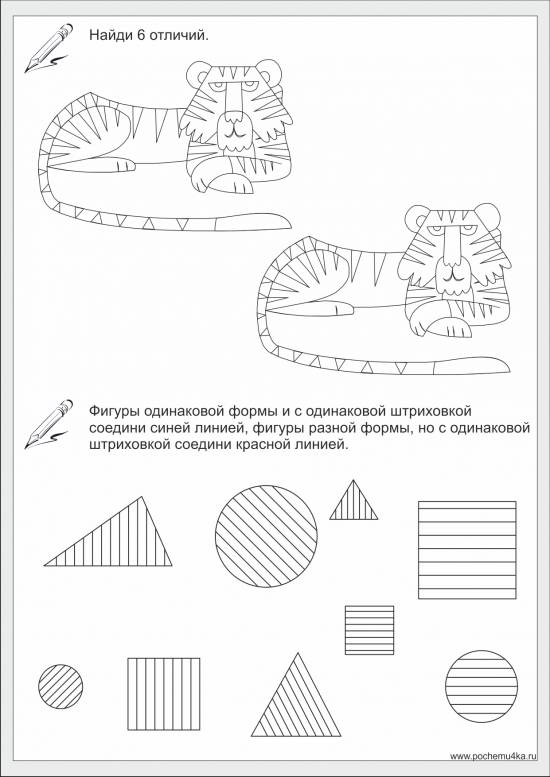 Найди 6 отличий.
Фигуры одинаковой формы и с одинаковой штриховкой
соедини синей линией, фигуры разной формы, но с одинаковой
штриховкой соедини красной линией.
www.pochemu4ka.ru